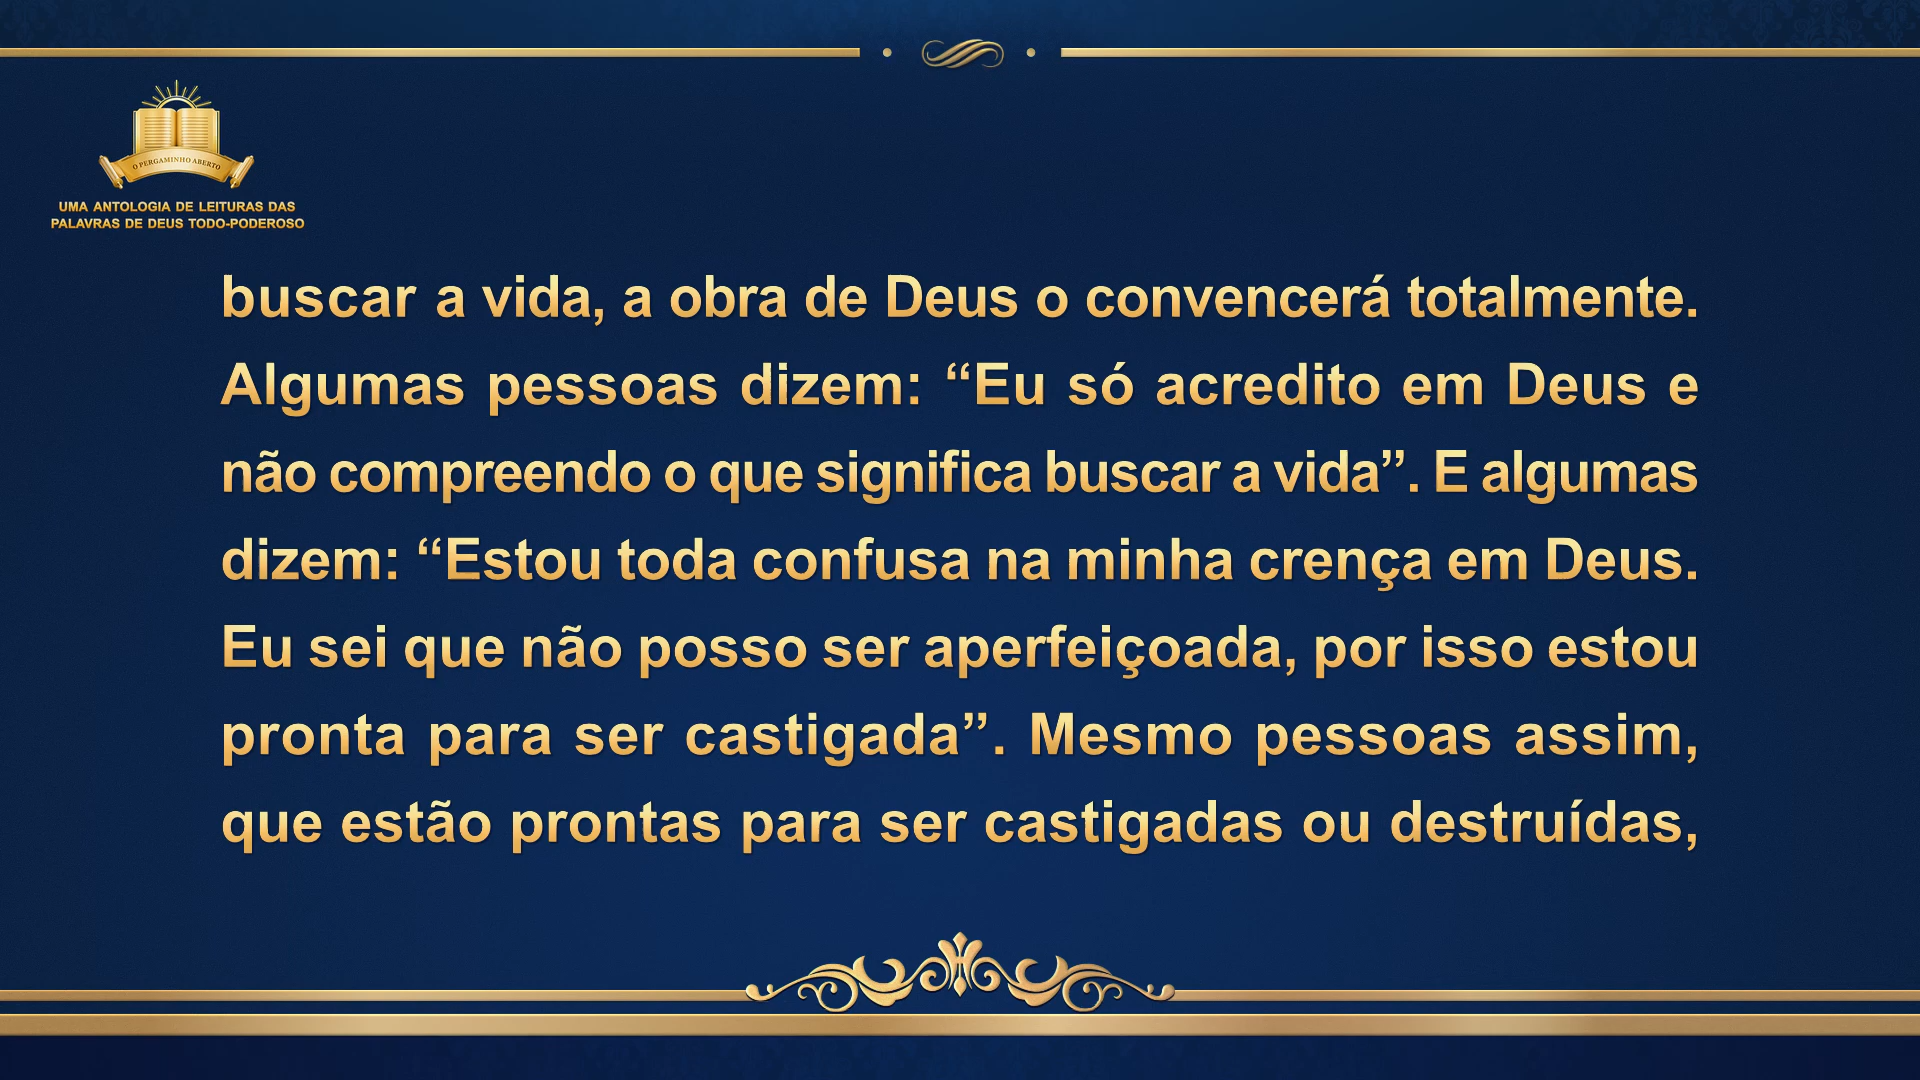 O PERGAMINHO ABERTO
UMA ANTOLOGIA DE LEITURAS DAS
PALAVRAS DE DEUS TODO-PODEROSO
buscar a vida, a obra de Deus o convencerá totalmente.
Algumas pessoas dizem: “Eu só acredito em Deus e
não compreendo o que significa buscar a vida”. E algumas
dizem: “Estou toda confusa na minha crença em Deus.
Eu sei que não posso ser aperfeiçoada, por isso estou
pronta para ser castigada”. Mesmo pessoas assim,
que estão prontas para ser castigadas ou destruídas,